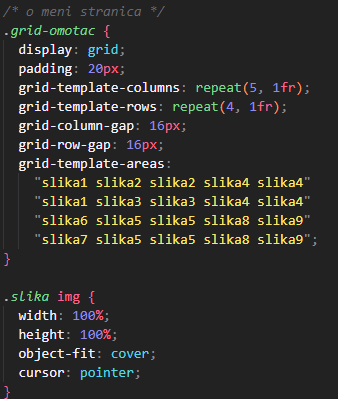 /* o meni stranica */
.grid-omotac {
  display: grid;
  padding: 20px;
  grid-template-columns: repeat(5, 1fr);
  grid-template-rows: repeat(4, 1fr);
  grid-column-gap: 16px;
  grid-row-gap: 16px;
  grid-template-areas:
    "slika1 slika2 slika2 slika4 slika4"
    "slika1 slika3 slika3 slika4 slika4"
    "slika6 slika5 slika5 slika8 slika9"
    "slika7 slika5 slika5 slika8 slika9";
}
.slika img {
  width: 100%;
  height: 100%;
  object-fit: cover;
  cursor: pointer;
}